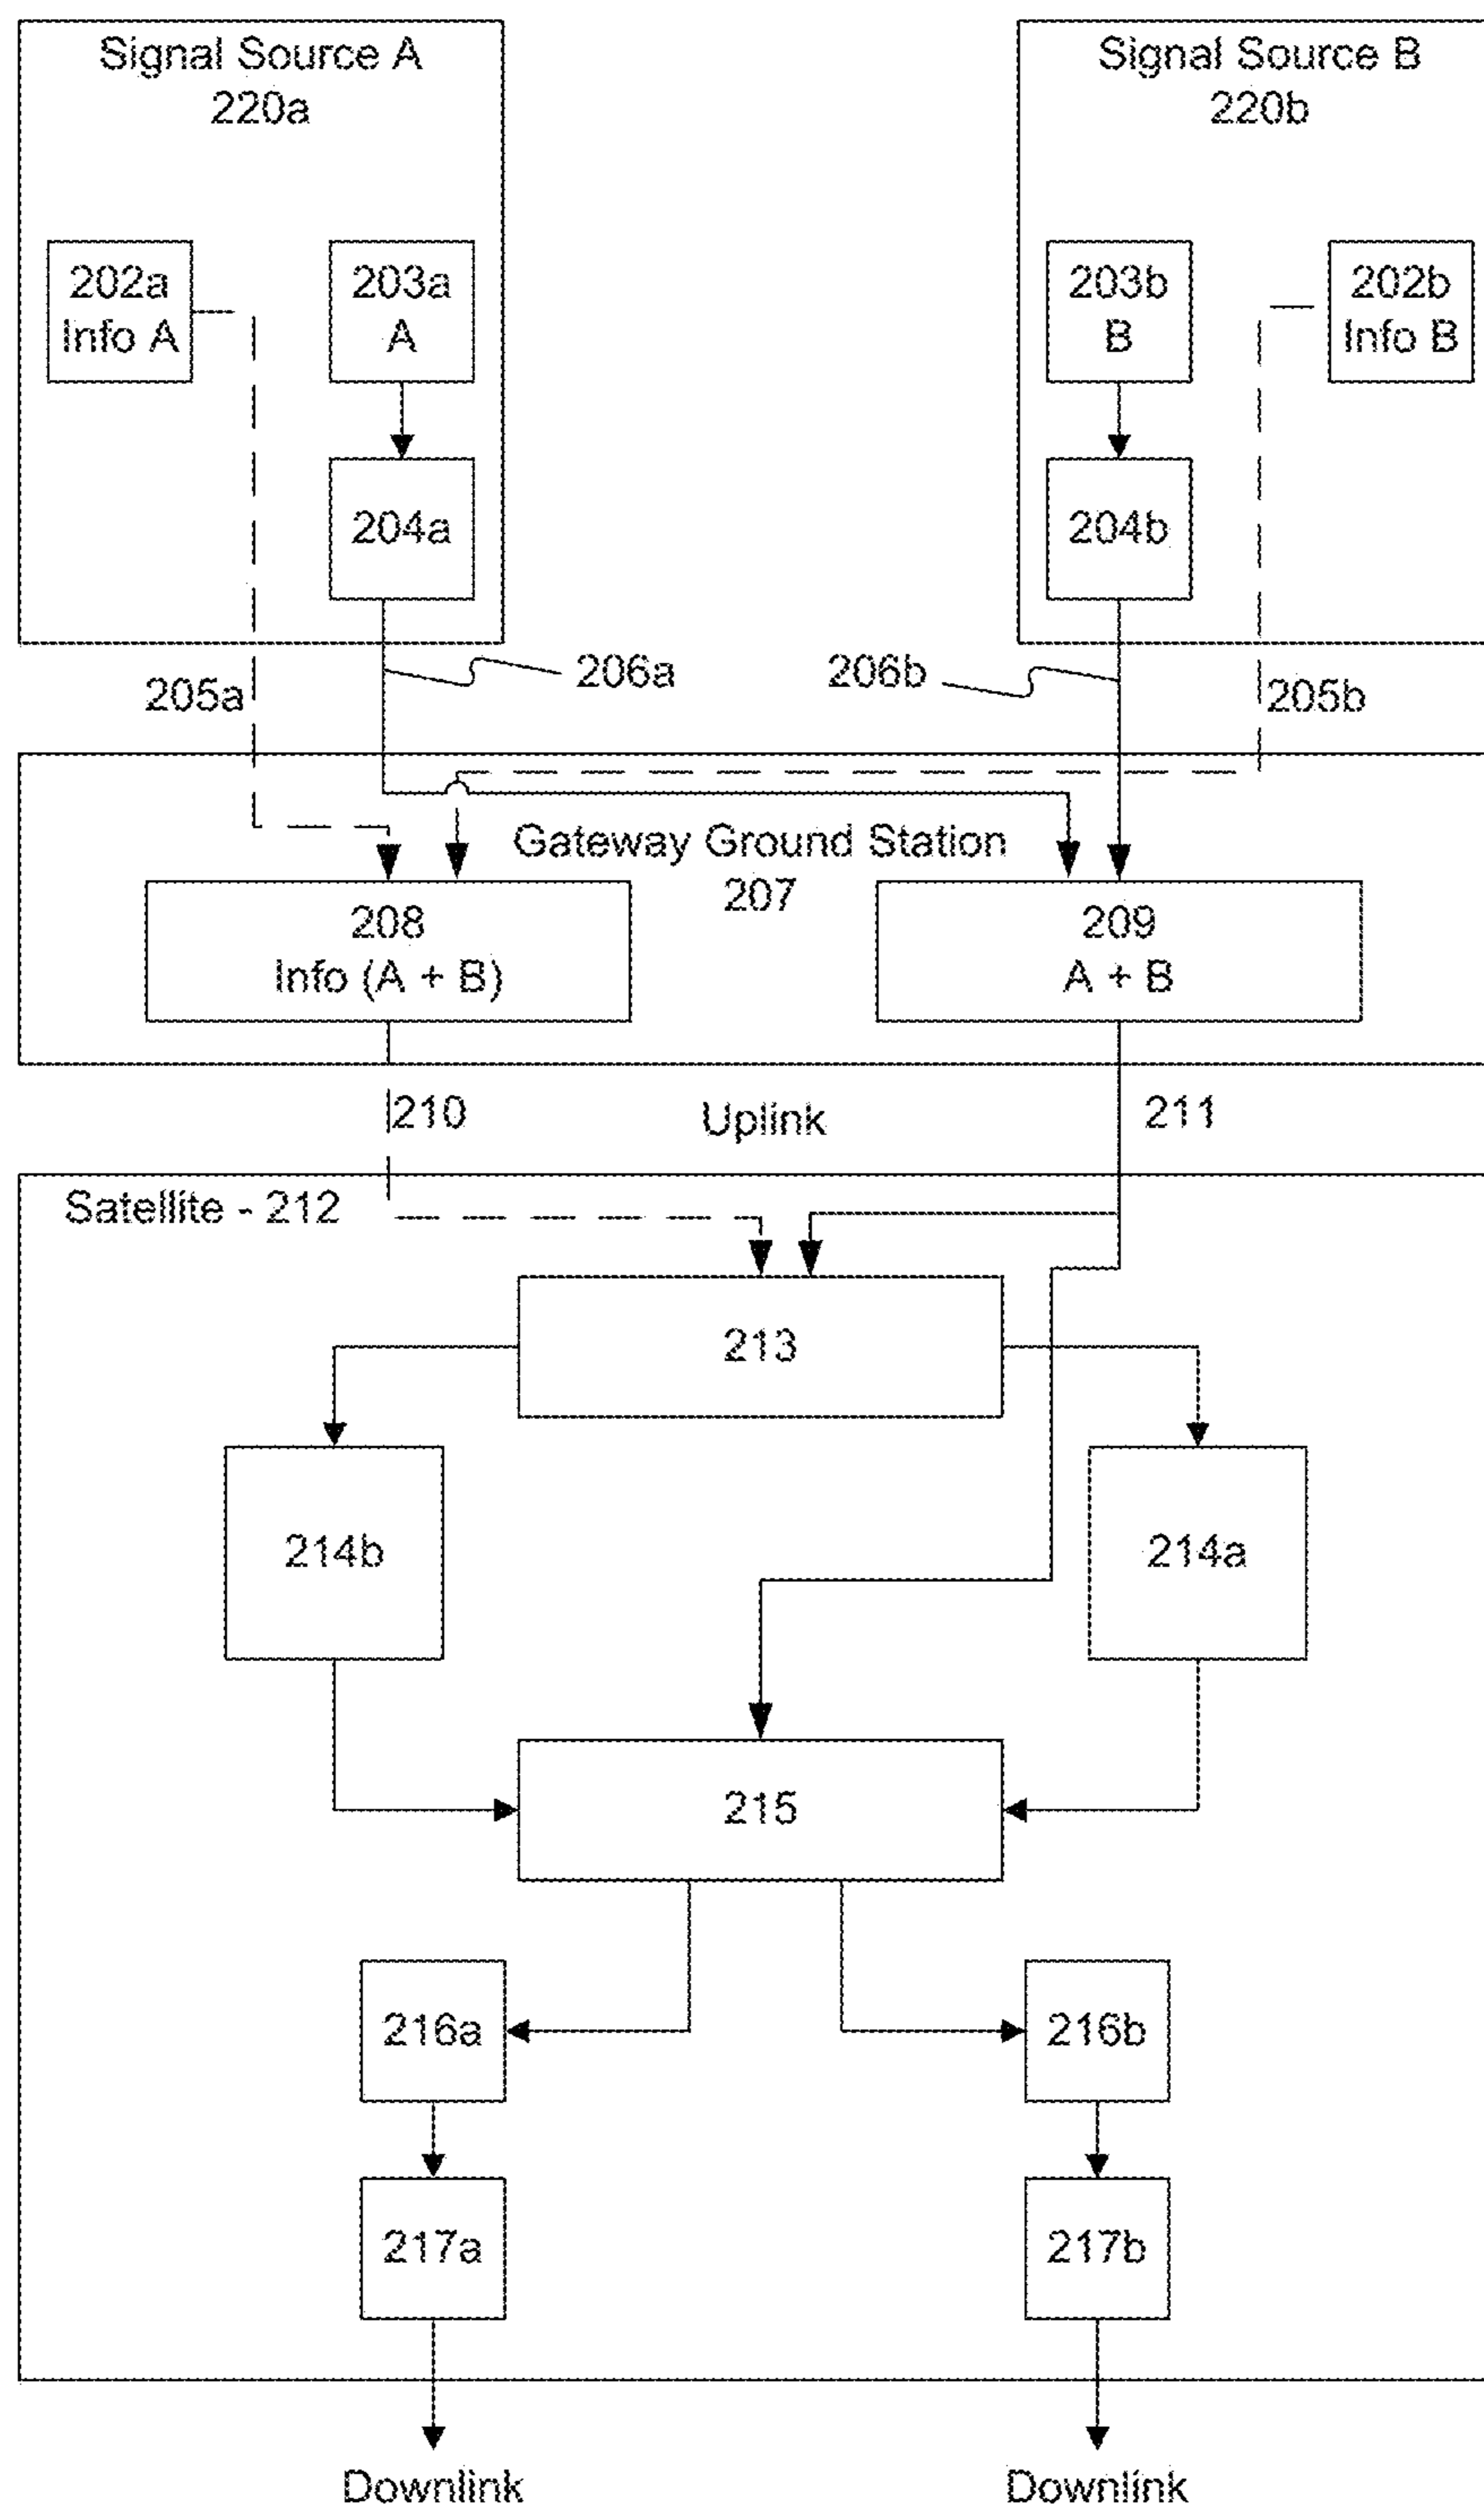 Signal Source A
220a
Signal Source B
220b
202a
Info A
203a
A
203b
B
202b
Info B
204a
204b
206a
206b
205a
205b
Gateway Ground Station
207
208
Info (A + B)
209
A + B
210
Uplink
211
Satellite - 212
213
214b
214a
215
216a
216b
217a
217b
Downlink
Downlink